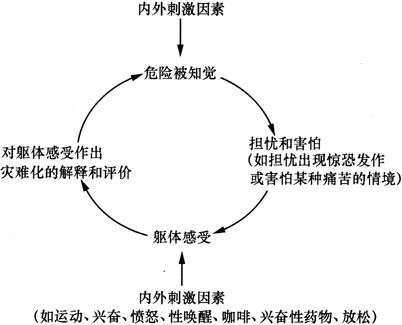 内外刺激因素
危险被知觉
担忧和害怕
(如担忧出现惊恐发作
或害怕某种痛苦的情境)
对躯体感受作出
灾难化的解释和评价
躯体感受
内外刺激因素
(如运动、兴奋、愤怒、性唤醒、咖啡、兴奋性药物、放松)